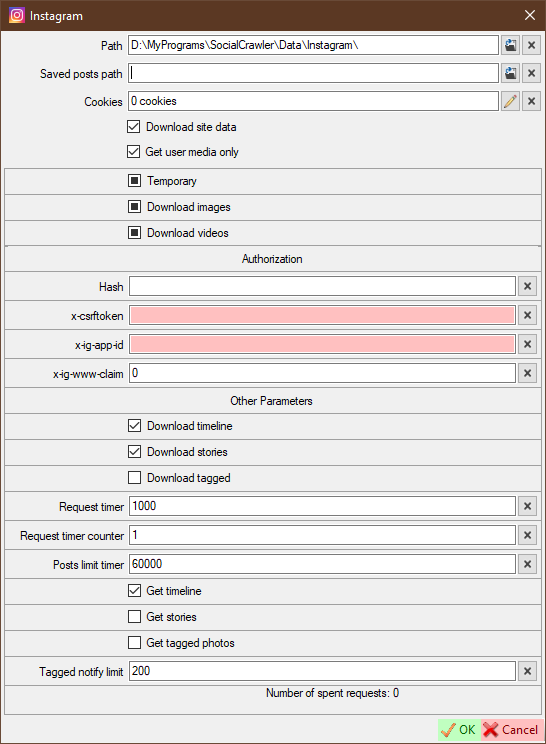 Instagram
Path D:\MyPrograms\SocialCrawler\Data\Instagram\
Saved posts path
Cookies 0 cookies
Download site data
Get user media only
Temporary
Download images
Download videos
Authorization
Hash
x-csrftoken
x-ig-app-id
x-ig-www-claim 0
Other Parameters
Download timeline
Download stories
Download tagged
Request timer 1000
Request timer counter 1
Posts limit timer 60000
Get timeline
Get stories
Get tagged photos
Tagged notify limit 200
Number of spent requests: 0
OK Cancel